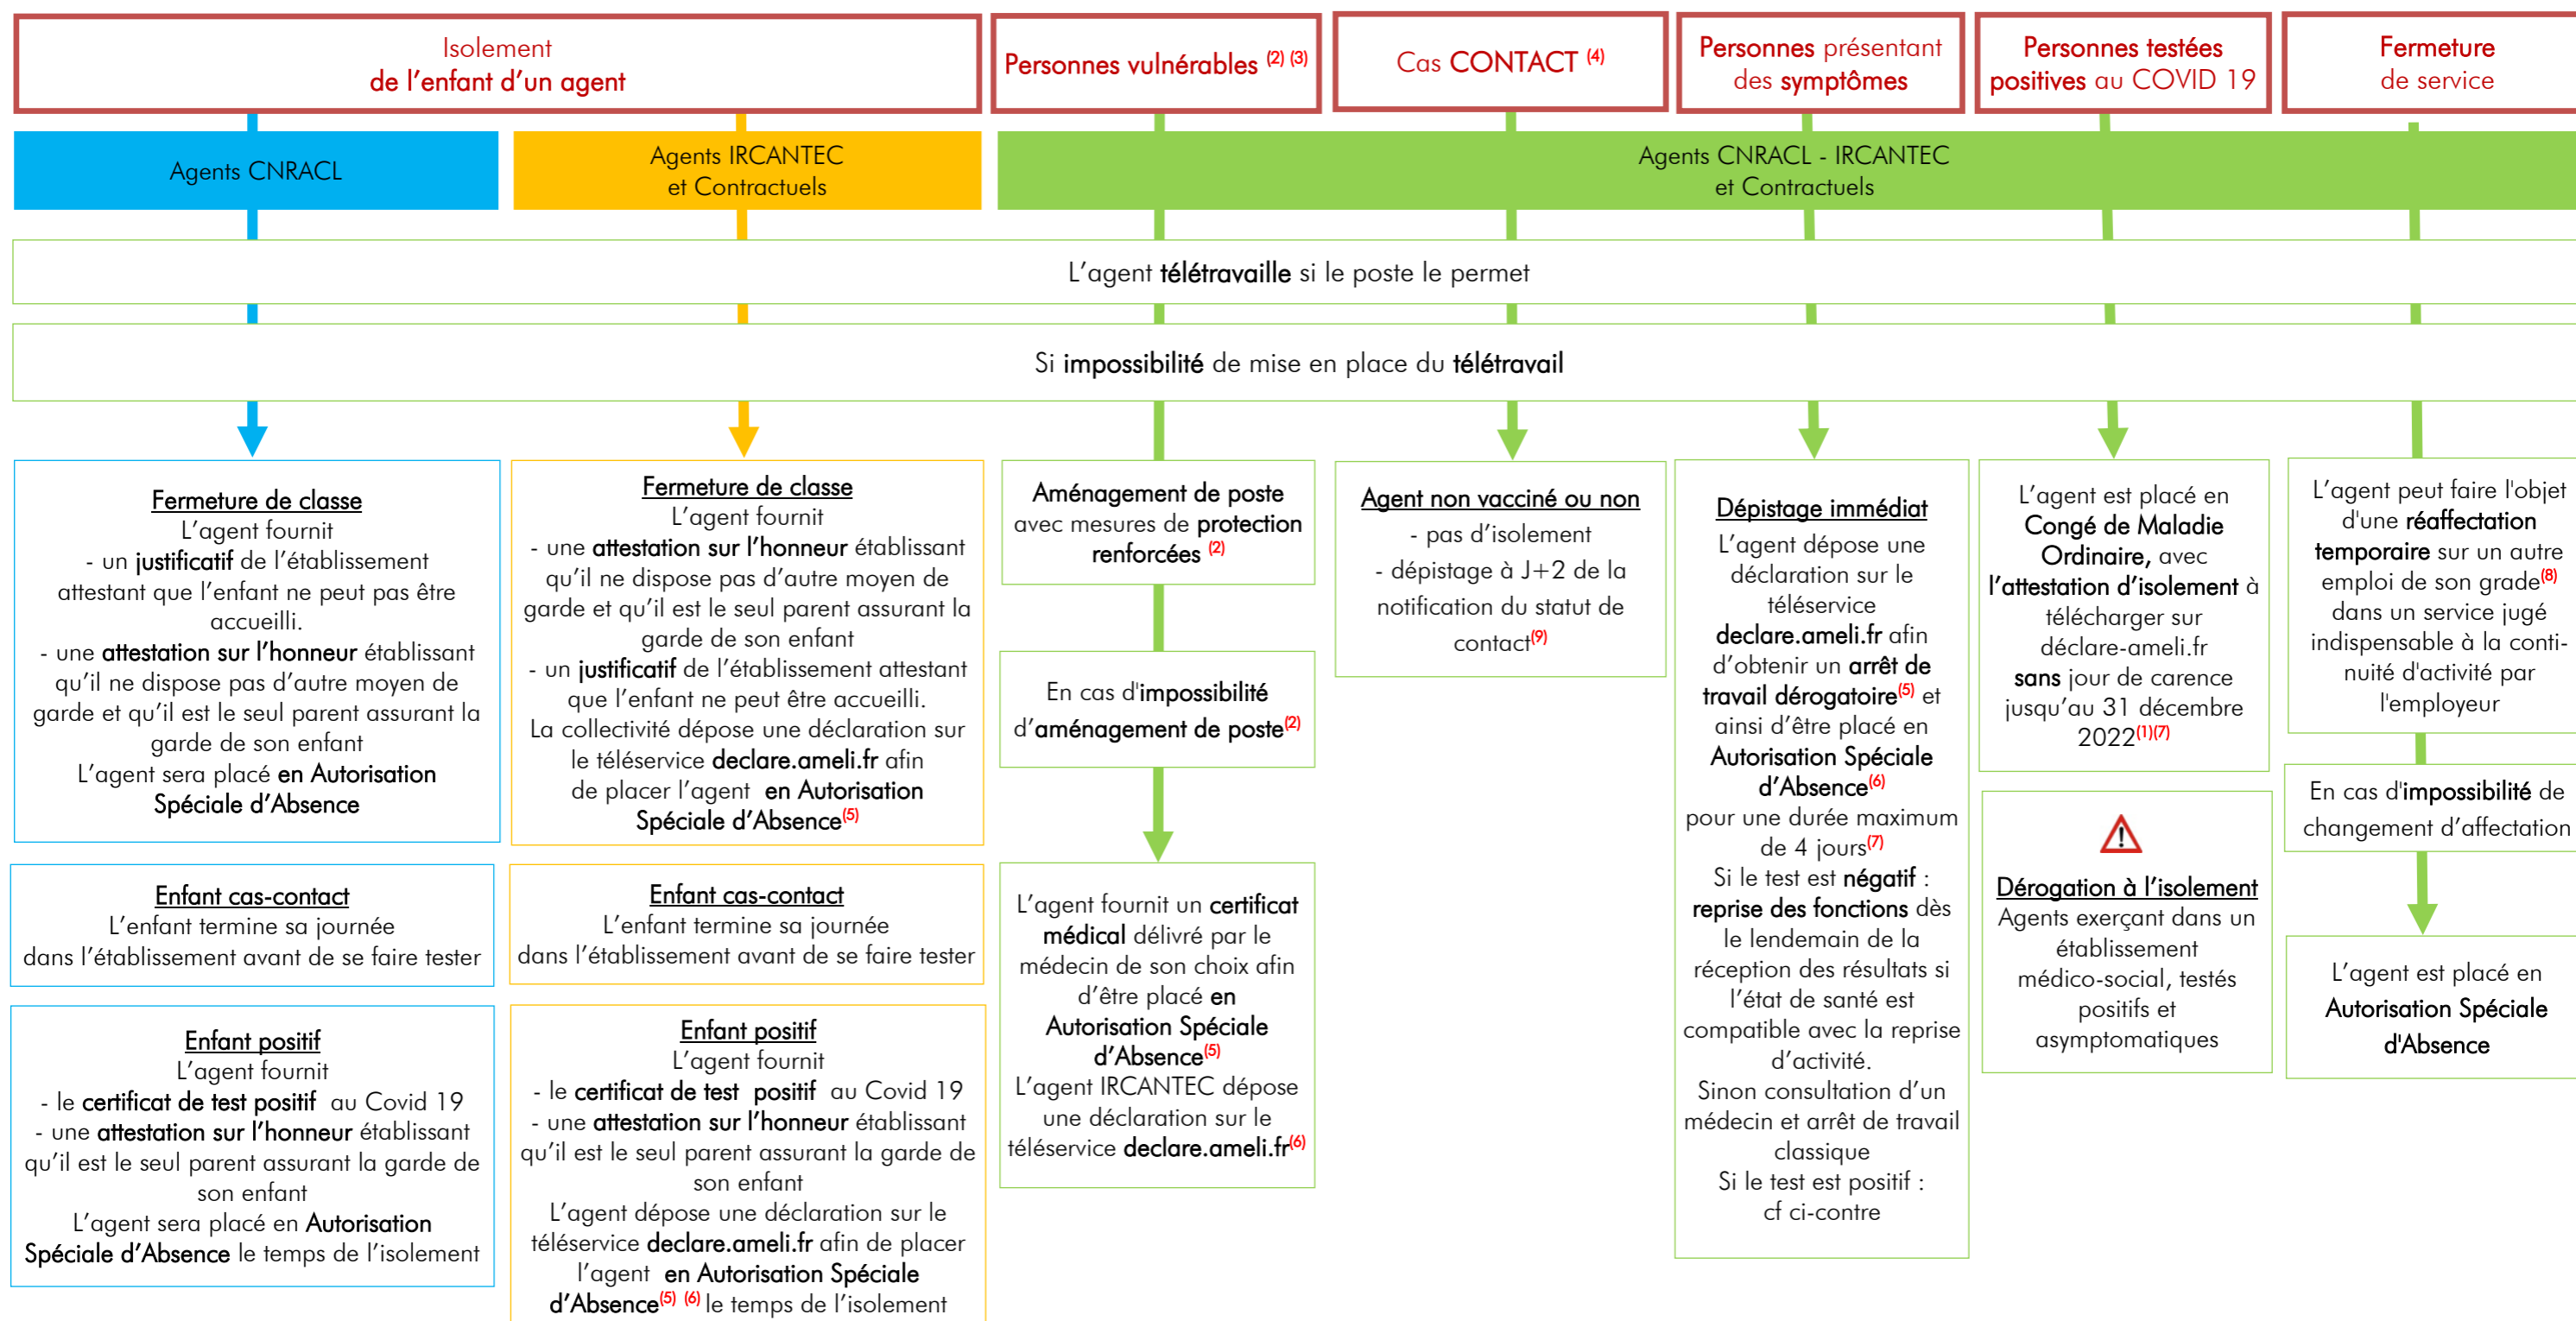 Isolement
de l’enfant d’un agent
Personnes vulnérables (2) (3)
Cas CONTACT (4)
Personnes présentant
des symptômes
Personnes testées
positives au COVID 19
Fermeture
de service
Agents CNRACL
Agents IRCANTEC
et Contractuels
Agents CNRACL - IRCANTEC
et Contractuels
L’agent télétravaille si le poste le permet
Si impossibilité de mise en place du télétravail
Fermeture de classe
L’agent fournit
- un justificatif de l’établissement
attestant que l’enfant ne peut pas être
accueilli.
- une attestation sur l’honneur établissant
qu’il ne dispose pas d’autre moyen de
garde et qu’il est le seul parent assurant la
garde de son enfant
L’agent sera placé en Autorisation
Spéciale d’Absence
Enfant cas-contact
L’enfant termine sa journée
dans l’établissement avant de se faire tester
Enfant positif
L’agent fournit
- le certificat de test positif au Covid 19
- une attestation sur l’honneur établissant
qu’il est le seul parent assurant la garde de
son enfant
L’agent sera placé en Autorisation
Spéciale d’Absence le temps de l’isolement
Fermeture de classe
L’agent fournit
- une attestation sur l’honneur établissant
qu’il ne dispose pas d’autre moyen de
garde et qu’il est le seul parent assurant la
garde de son enfant
- un justificatif de l’établissement attestant
que l’enfant ne peut être accueilli.
La collectivité dépose une déclaration sur
le téléservice declare.ameli.fr afin
de placer l’agent en Autorisation
Spéciale d’Absence(5)
Enfant cas-contact
L’enfant termine sa journée
dans l’établissement avant de se faire tester
Enfant positif
L’agent fournit
- le certificat de test positif au Covid 19
- une attestation sur l’honneur établissant
qu’il est le seul parent assurant la garde de
son enfant
L’agent dépose une déclaration sur le
téléservice declare.ameli.fr afin de placer
l’agent en Autorisation Spéciale
d’Absence(5) (6) le temps de l’isolement
Aménagement de poste
avec mesures de protection
renforcées (2)
En cas d'impossibilité
d’aménagement de poste(2)
L’agent fournit un certificat
médical délivré par le
médecin de son choix afin
d’être placé en
Autorisation Spéciale
d’Absence(5)
L’agent IRCANTEC dépose
une déclaration sur le
téléservice declare.ameli.fr(6)
Agent non vacciné ou non
- pas d’isolement
- dépistage à J+2 de la
notification du statut de
contact(9)
Dépistage immédiat
L’agent dépose une
déclaration sur le
téléservice
declare.ameli.fr afin
d’obtenir un arrêt de
travail dérogatoire(5) et
ainsi d’être placé en
Autorisation Spéciale
d’Absence(6)
pour une durée maximum
de 4 jours(7)
Si le test est négatif :
reprise des fonctions dès
le lendemain de la
réception des résultats si
l’état de santé est
compatible avec la reprise
d’activité.
Sinon consultation d’un
médecin et arrêt de travail
classique
Si le test est positif :
cf ci-contre
L’agent est placé en
Congé de Maladie
Ordinaire, avec
l’attestation d’isolement à
télécharger sur
déclare-ameli.fr
sans jour de carence
jusqu’au 31 décembre
2022(1)(7)
Dérogation à l’isolement
Agents exerçant dans un
établissement
médico-social, testés
positifs et
asymptomatiques
L’agent peut faire l'objet
d'une réaffectation
temporaire sur un autre
emploi de son grade(8)
dans un service jugé
indispensable à la conti-
nuité d'activité par
l'employeur
En cas d'impossibilité de
changement d’affectation
L’agent est placé en
Autorisation Spéciale
d'Absence